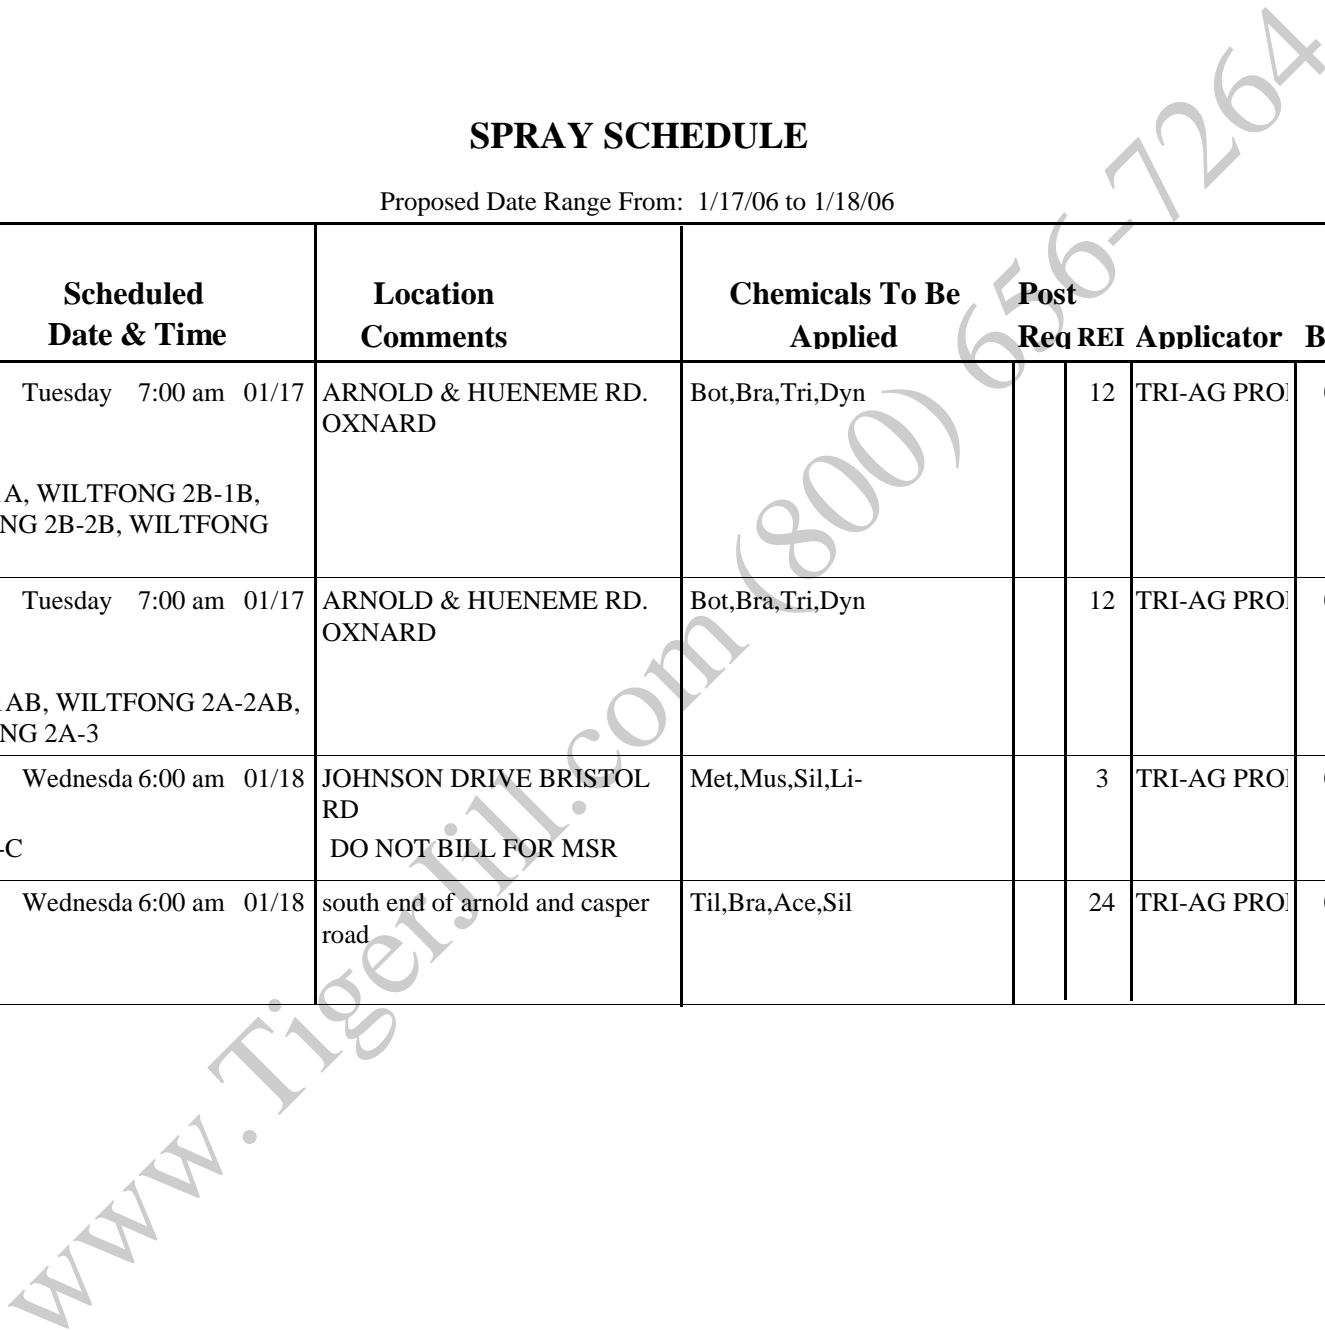 SPRAY SCHEDULE
Proposed Date Range From: 1/17/06 to 1/18/06
Scheduled Date & Time
Location Comments
Chemicals To Be Applied
Post Req
REI
Applicator
B
Tuesday 7:00 am 01/17
ARNOLD & HUENEME RD.
OXNARD
Bot,Bra,Tri,Dyn
12
TRI-AG PRO
A, WILTFONG 2B-1B,
NG 2B-2B, WILTFONG
Tuesday 7:00 am 01/17
ARNOLD & HUENEME RD.
OXNARD
Bot,Bra,Tri,Dyn
12
TRI-AG PRO
AB, WILTFONG 2A-2AB,
NG 2A-3
Wednesda 6:00 am 01/18
JOHNSON DRIVE BRISTOL
RD
Met,Mus,Sil,Li-
3
TRI-AG PRO
-C
DO NOT BILL FOR MSR
Wednesda 6:00 am 01/18
south end of arnold and casper
road
Til,Bra,Ace,Sil
24
TRI-AG PRO
www.TigerJill.com (800) 656-7264